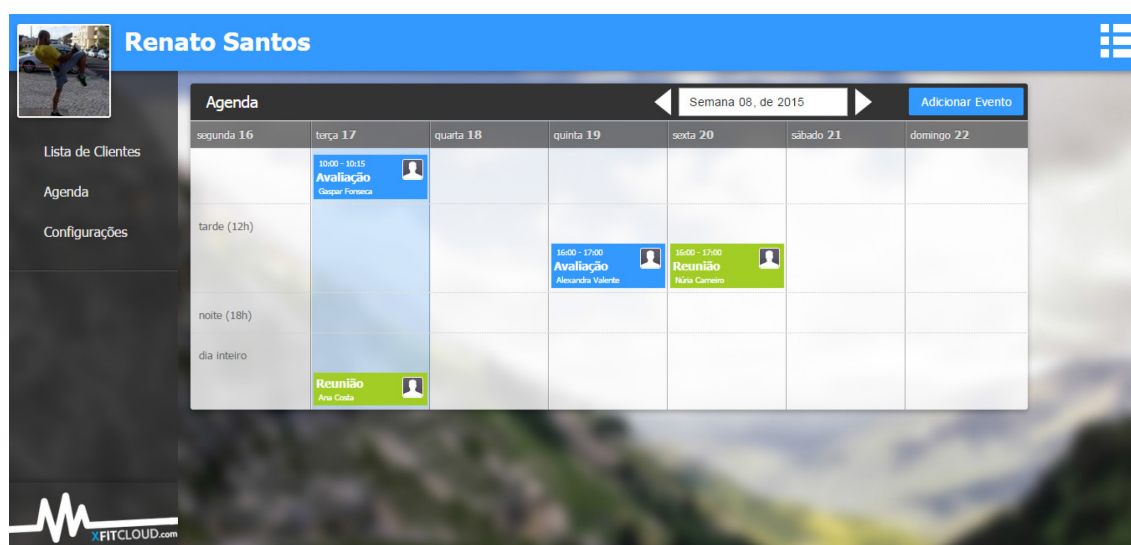 Renato Santos
Lista de Clientes
Agenda
Configurações
Agenda
Semana 08, de 2015
Adicionar Evento
segunda 16 terça 17 quarta 18 quinta 19 sexta 20 sábado 21 domingo 22
10:00 - 10:15
Avaliação
Gaspar Fonseca
tarde (12h)
16:00 - 17:00
Avaliação
Alexandra Valente
16:00 - 17:00
Reunião
Núria Carneiro
noite (18h)
dia inteiro
Reunião
Ana Costa
XFITCLOUD.com